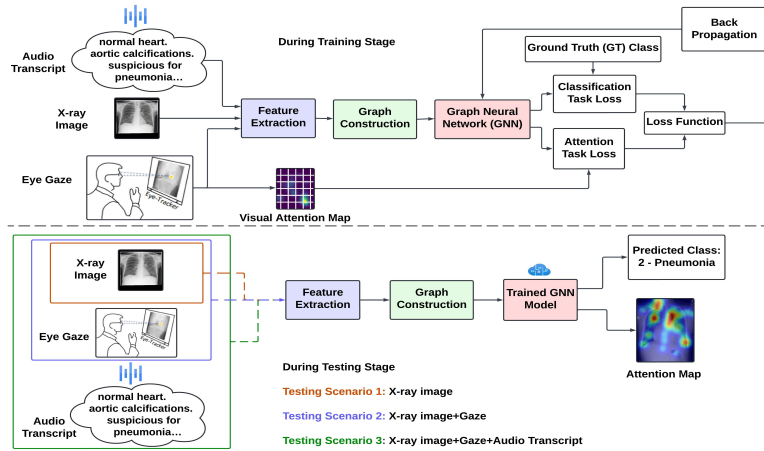 During Training Stage
Audio
Transcript
normal heart.
aortic calcifications.
suspicious for
pneumonia...
X-ray
Image
Eye Gaze
Eye-Tracker
Visual Attention Map
Feature
Extraction
Graph
Construction
Graph Neural
Network (GNN)
Ground Truth (GT) Class
Classification
Task Loss
Attention
Task Loss
Loss Function
Back
Propagation
X-ray
Image
Eye Gaze
Eye-Tracker
Audio
Transcript
normal heart.
aortic calcifications.
suspicious for
pneumonia...
Feature
Extraction
Graph
Construction
Trained GNN
Model
Predicted Class:
2 - Pneumonia
Attention Map
During Testing Stage
Testing Scenario 1: X-ray image
Testing Scenario 2: X-ray image+Gaze
Testing Scenario 3: X-ray image+Gaze+Audio Transcript